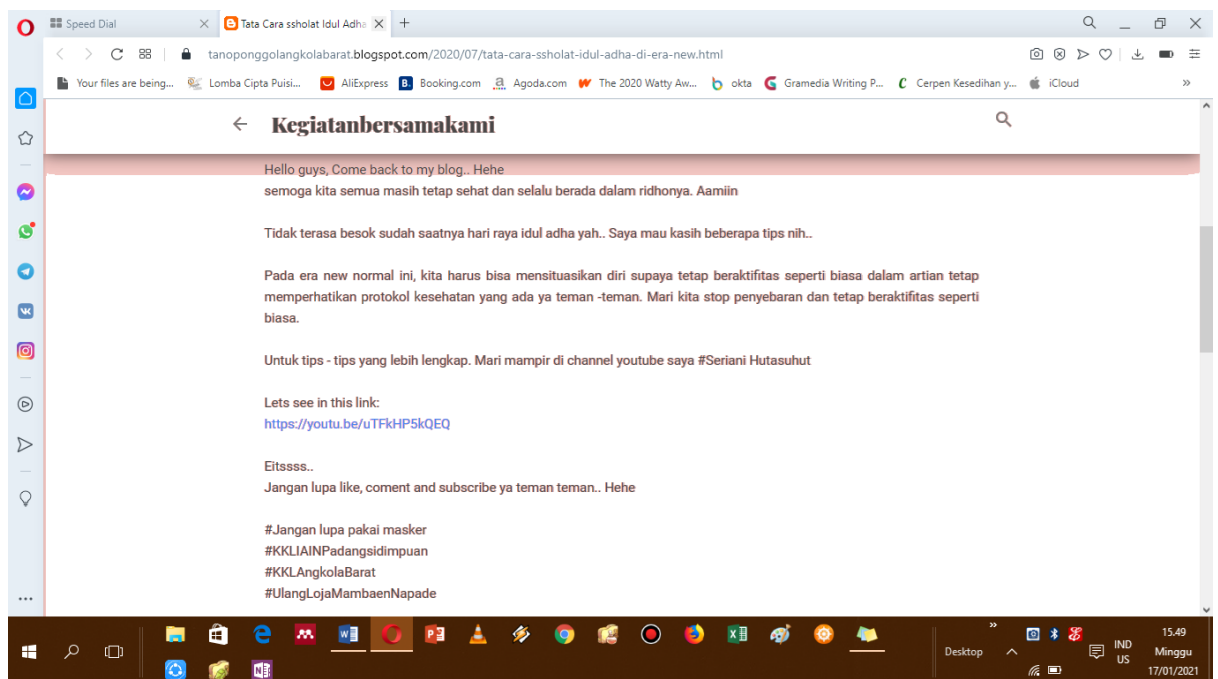 Speed Dial
Tata Cara ssholat Idul Adha
tanoponggolangkolabarat.blogspot.com/2020/07/tata-cara-ssholat-idul-adha-di-era-new.html
Your files are being... Lomba Cipta Puisi... AliExpress Booking.com Agoda.com The 2020 Watty Aw... okta Gramedia Writing P... Cerpen Kesedihan y... iCloud
Kegiatanbersamakami
Hello guys, Come back to my blog.. Hehe
semoga kita semua masih tetap sehat dan selalu berada dalam ridhonya. Aamiin
Tidak terasa besok sudah saatnya hari raya idul adha yah.. Saya mau kasih beberapa tips nih..
Pada era new normal ini, kita harus bisa mensituasikan diri supaya tetap beraktifitas seperti biasa dalam artian tetap
memperhatikan protokol kesehatan yang ada ya teman -teman. Mari kita stop penyebaran dan tetap beraktifitas seperti
biasa.
Untuk tips - tips yang lebih lengkap. Mari mampir di channel youtube saya #Seriani Hutasuhut
Lets see in this link:
https://youtu.be/uTFkHP5kQEQ
Eitssss..
Jangan lupa like, coment and subscribe ya teman teman.. Hehe
#Jangan lupa pakai masker
#KKLIAINPadangsidimpuan
#KKLAngkolaBarat
#UlangLojaMambaenNapade
Desktop
IND
US
15.49
Minggu
17/01/2021